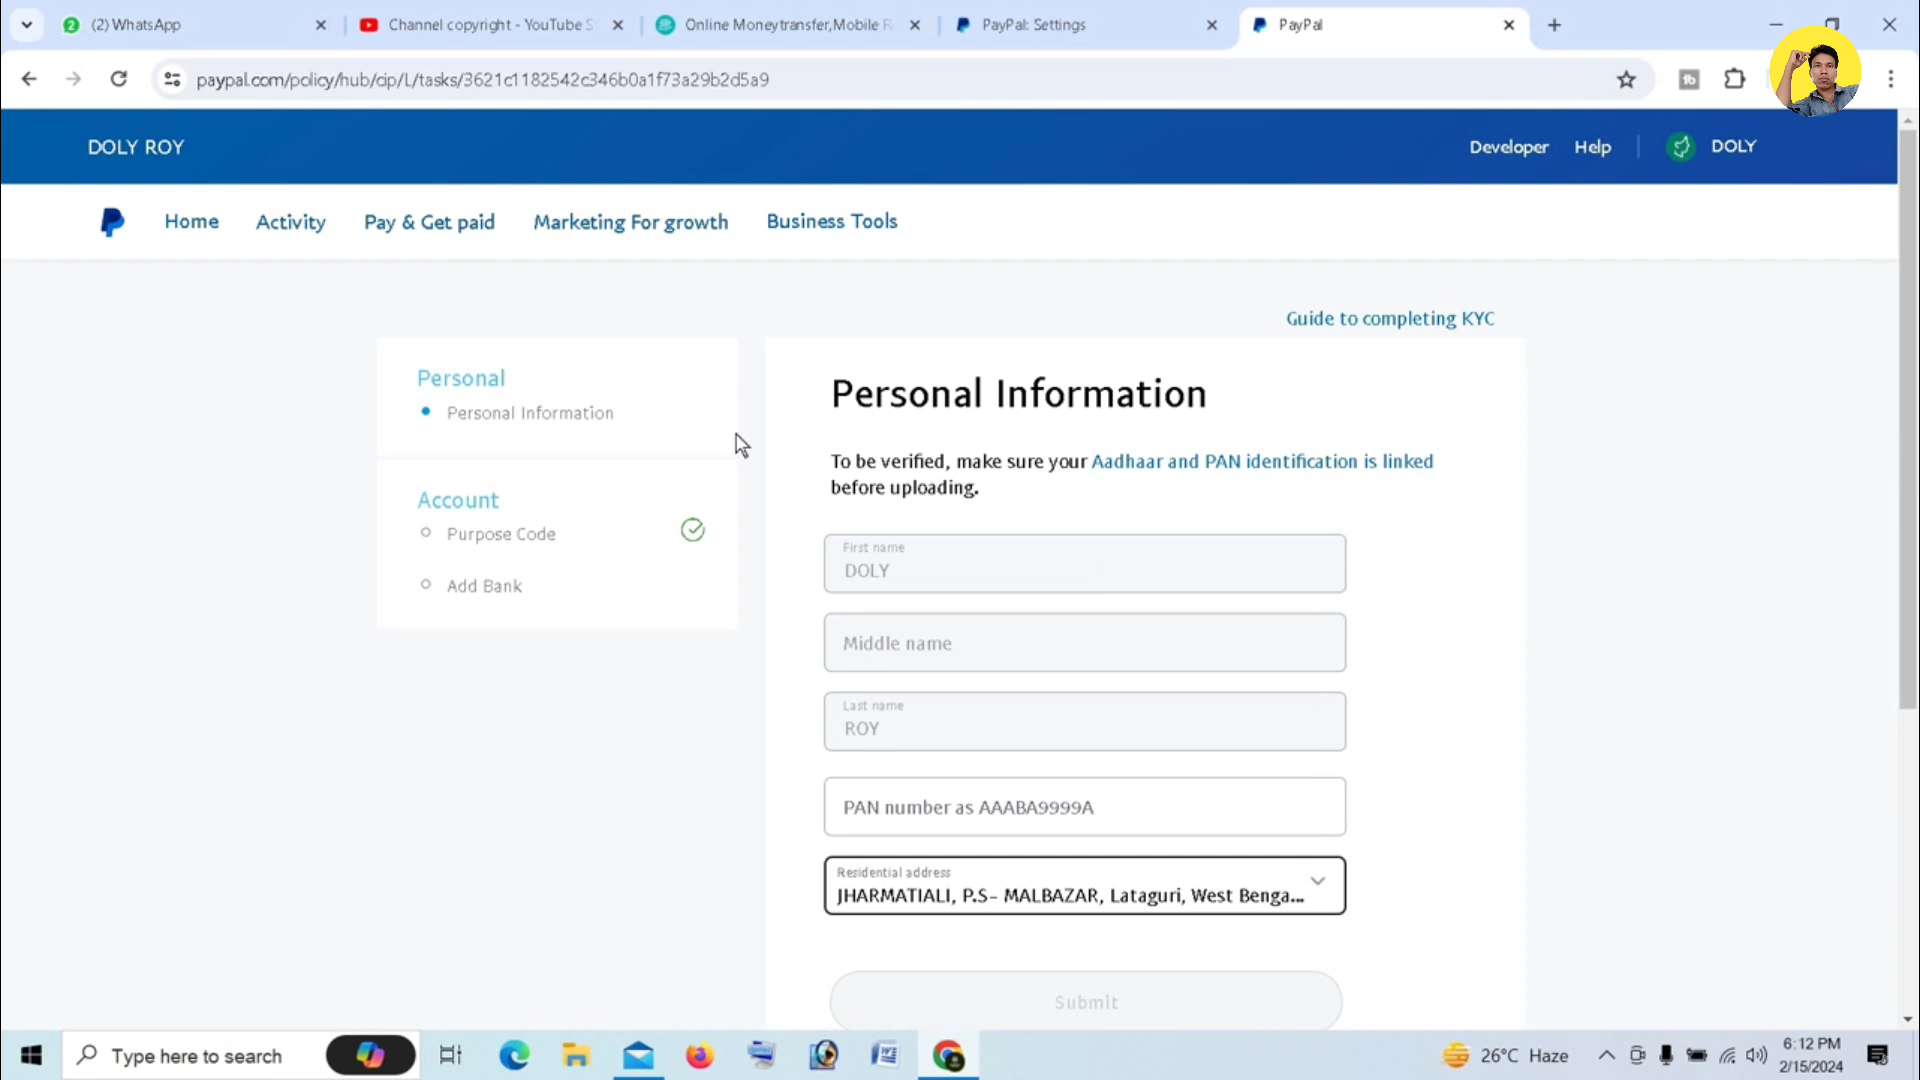 (2) WhatsApp
Channel copyright - YouTube S
Online Moneytransfer,Mobile R
PayPal: Settings
PayPal
paypal.com/policy/hub/cip/L/tasks/3621c1182542c346b0a1f73a29b2d5a9
DOLY ROY
Developer
Help
DOLY
Home
Activity
Pay & Get paid
Marketing For growth
Business Tools
Guide to completing KYC
Personal
Personal Information
Account
Purpose Code
Add Bank
Personal Information
To be verified, make sure your Aadhaar and PAN identification is linked
before uploading.
First name
DOLY
Middle name
Last name
ROY
PAN number as AAABA9999A
Residential address
JHARMATIALI, P.S- MALBAZAR, Lataguri, West Benga...
Submit
Type here to search
26°C Haze
6:12 PM
2/15/2024